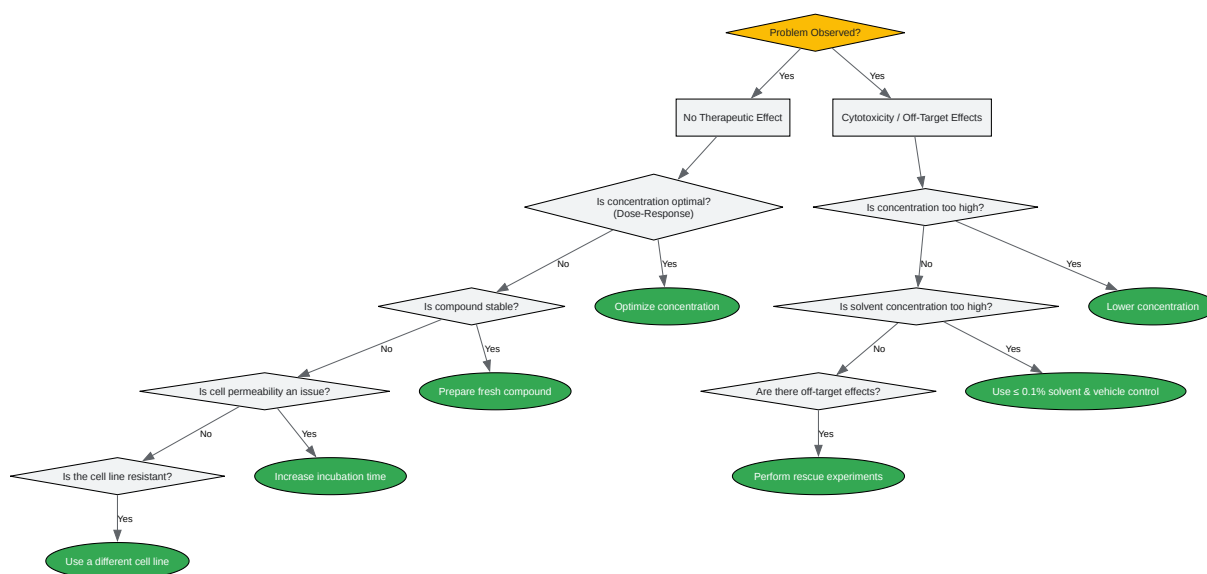 Problem Observed?
Yes
Yes
No Therapeutic Effect
Cytotoxicity / Off-Target Effects
Is concentration optimal?
(Dose-Response)
Is concentration too high?
No
Yes
No
Yes
Is compound stable?
Optimize concentration
Is solvent concentration too high?
Lower concentration
No
Yes
No
Yes
Is cell permeability an issue?
Prepare fresh compound
Are there off-target effects?
Use ≤ 0.1% solvent & vehicle control
No
Yes
Yes
Is the cell line resistant?
Increase incubation time
Perform rescue experiments
Yes
Use a different cell line